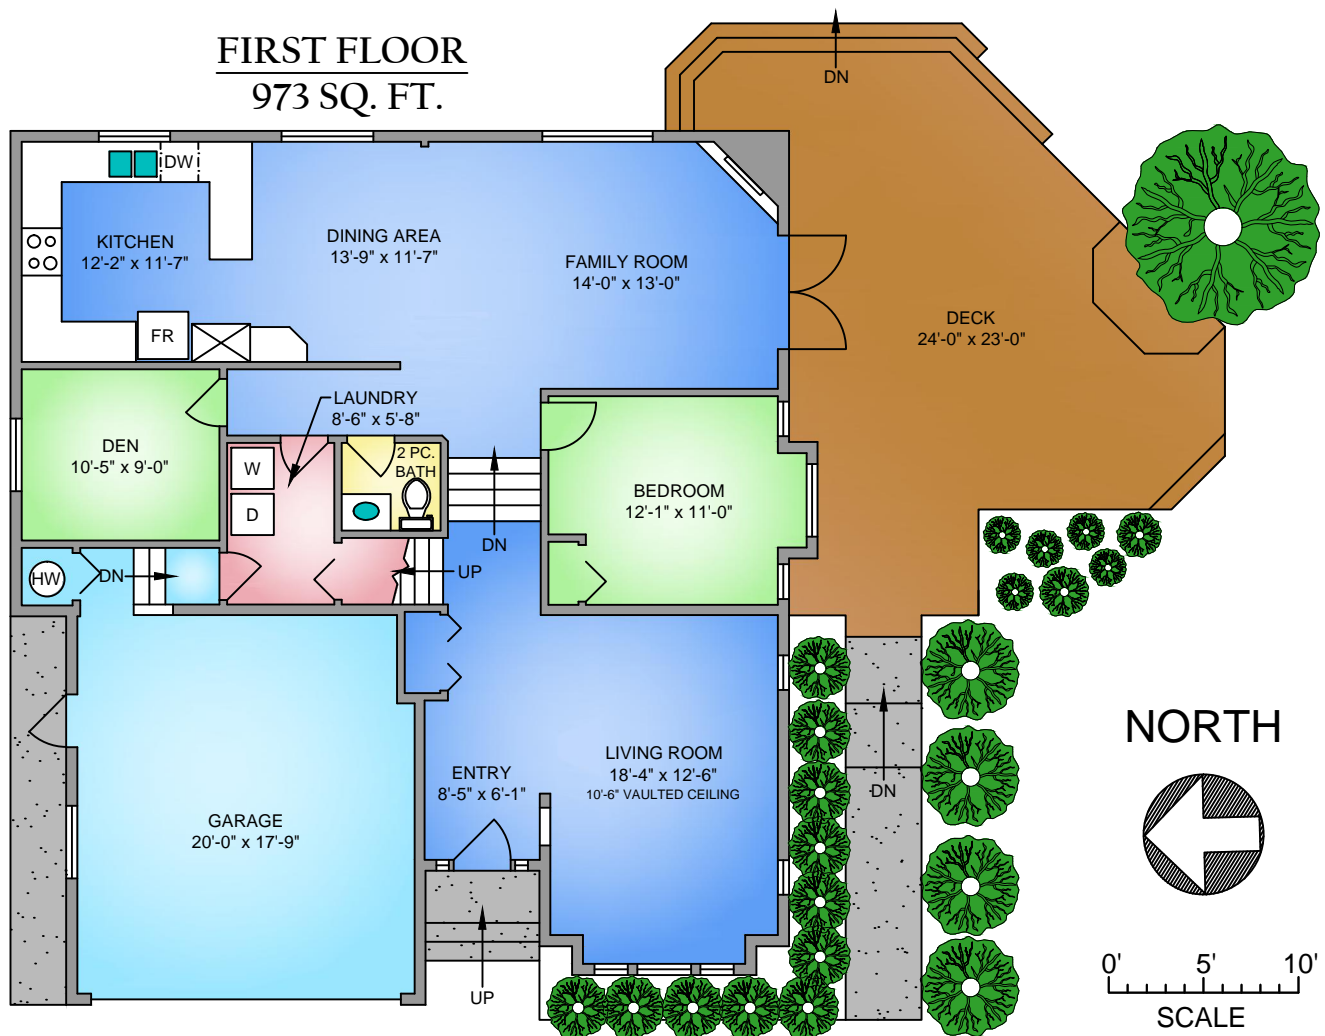 FIRST FLOOR
973 SQ. FT.
DN
DW
KITCHEN
12'-2" x 11'-7"
DINING AREA
13'-9" x 11'-7"
FAMILY ROOM
14'-0" x 13'-0"
DECK
24'-0" x 23'-0"
FR
LAUNDRY
8'-6" x 5'-8"
DEN
10'-5" x 9'-0"
W
D
2 PC.
BATH
BEDROOM
12'-1" x 11'-0"
DN
HW
DN
UP
NORTH
LIVING ROOM
18'-4" x 12'-6"
10'-6" VAULTED CEILING
ENTRY
8'-5" x 6'-1"
DN
GARAGE
20'-0" x 17'-9"
UP
0' 5' 10'
SCALE